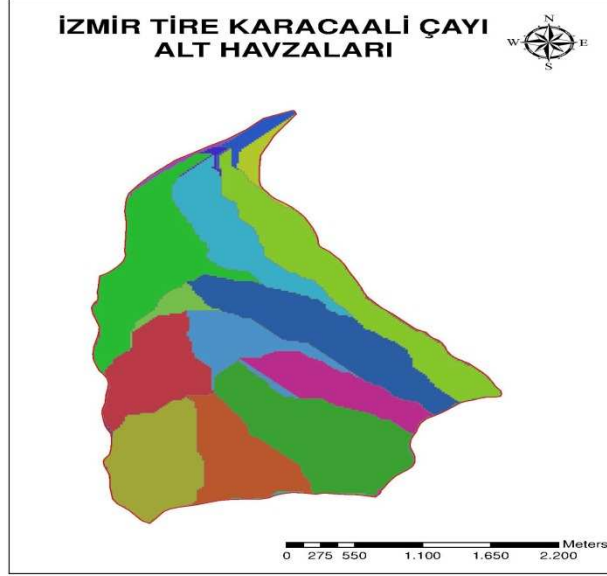 İZMİR TİRE KARACAALİ ÇAYI
ALT HAVZALARI
N
W E
S
Meters
0 275 550 1.100 1.650 2.200